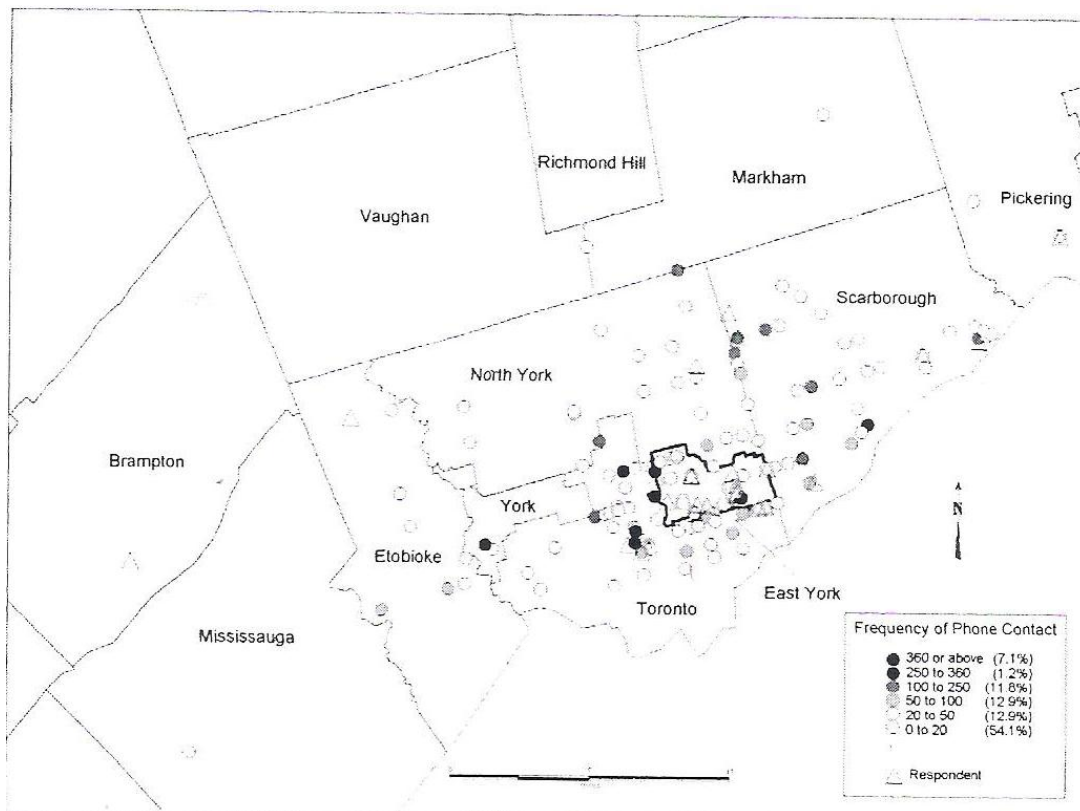 Richmond Hill
Markham
Pickering
Vaughan
Scarborough
North York
Brampton
York
N
Etobioke
East York
Toronto
Mississauga
Frequency of Phone Contact
360 or above (7.1%)
250 to 360 (1.2%)
100 to 250 (11.8%)
50 to 100 (12.9%)
20 to 50 (12.9%)
0 to 20 (54.1%)
Respondent